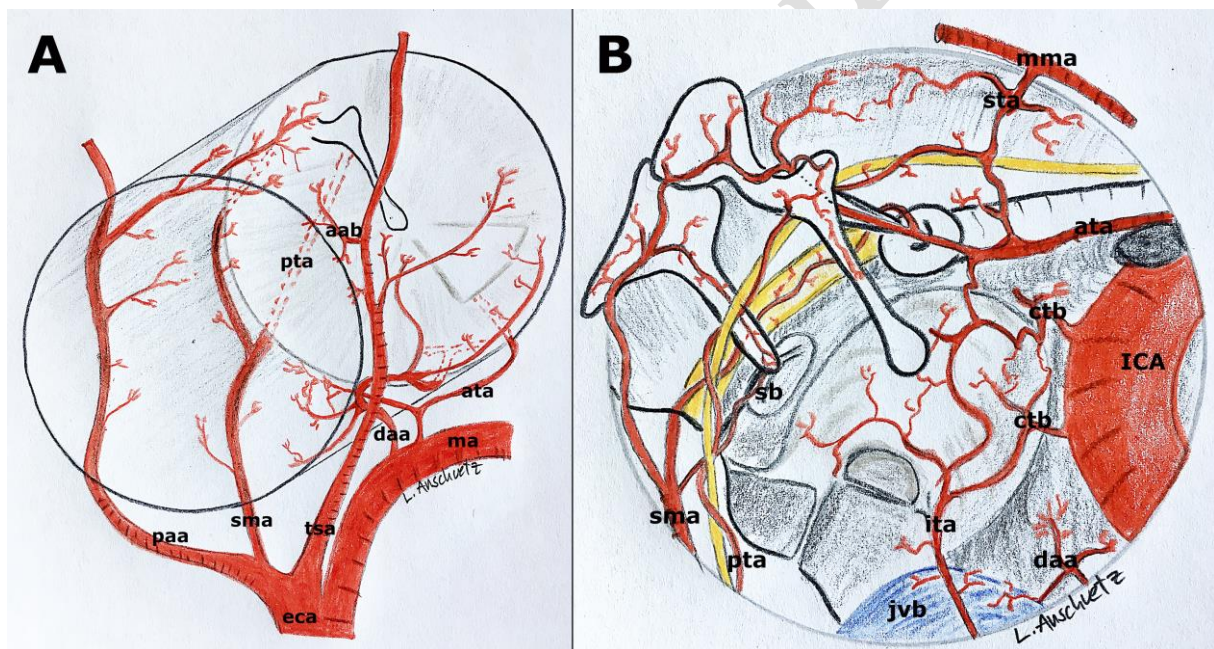 A
aab
pta
ata
daa
ma
L. Anschuetz
sma
tsa
paa
eca
B
mma
sta
ata
ctb
ICA
sb
ctb
sma
ita
pta
daa
jvb
L. Anschuetz